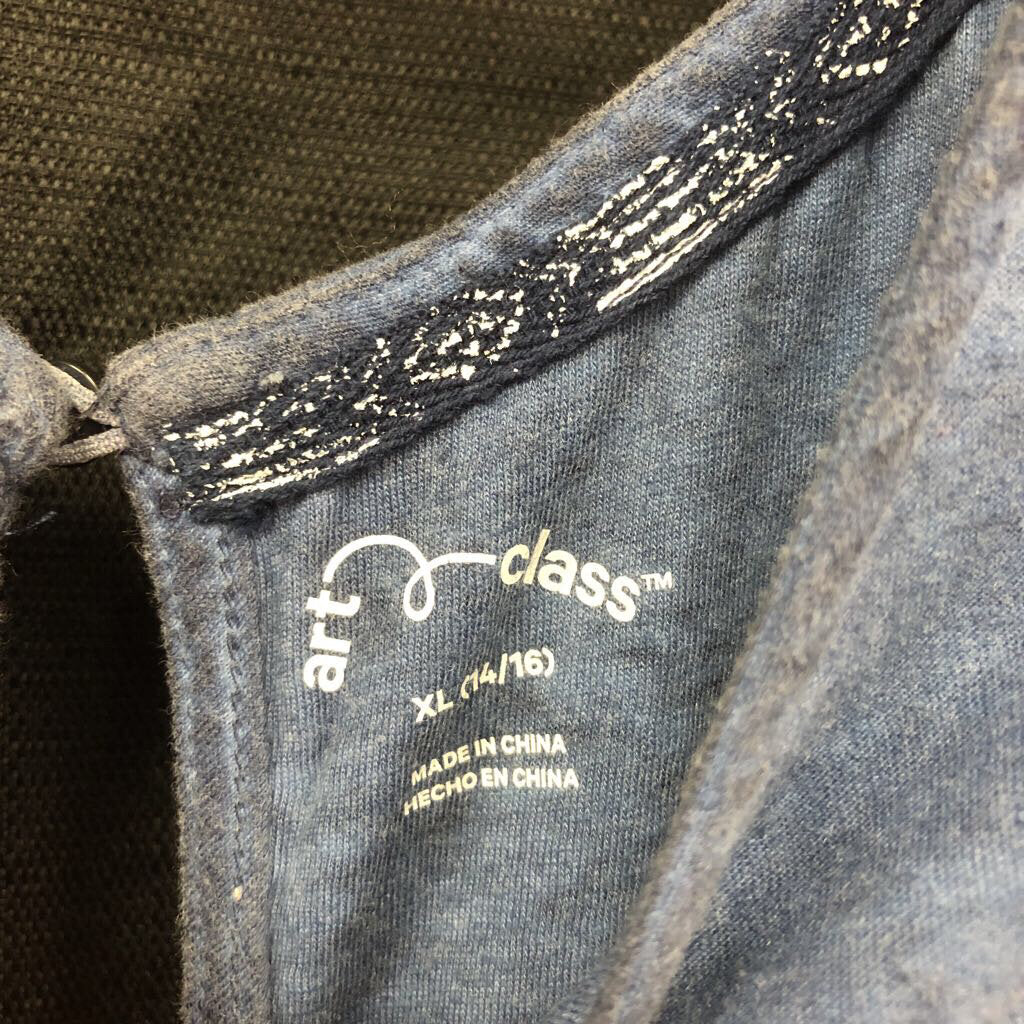 art class™
XL (14/16)
MADE IN CHINA
HECHO EN CHINA